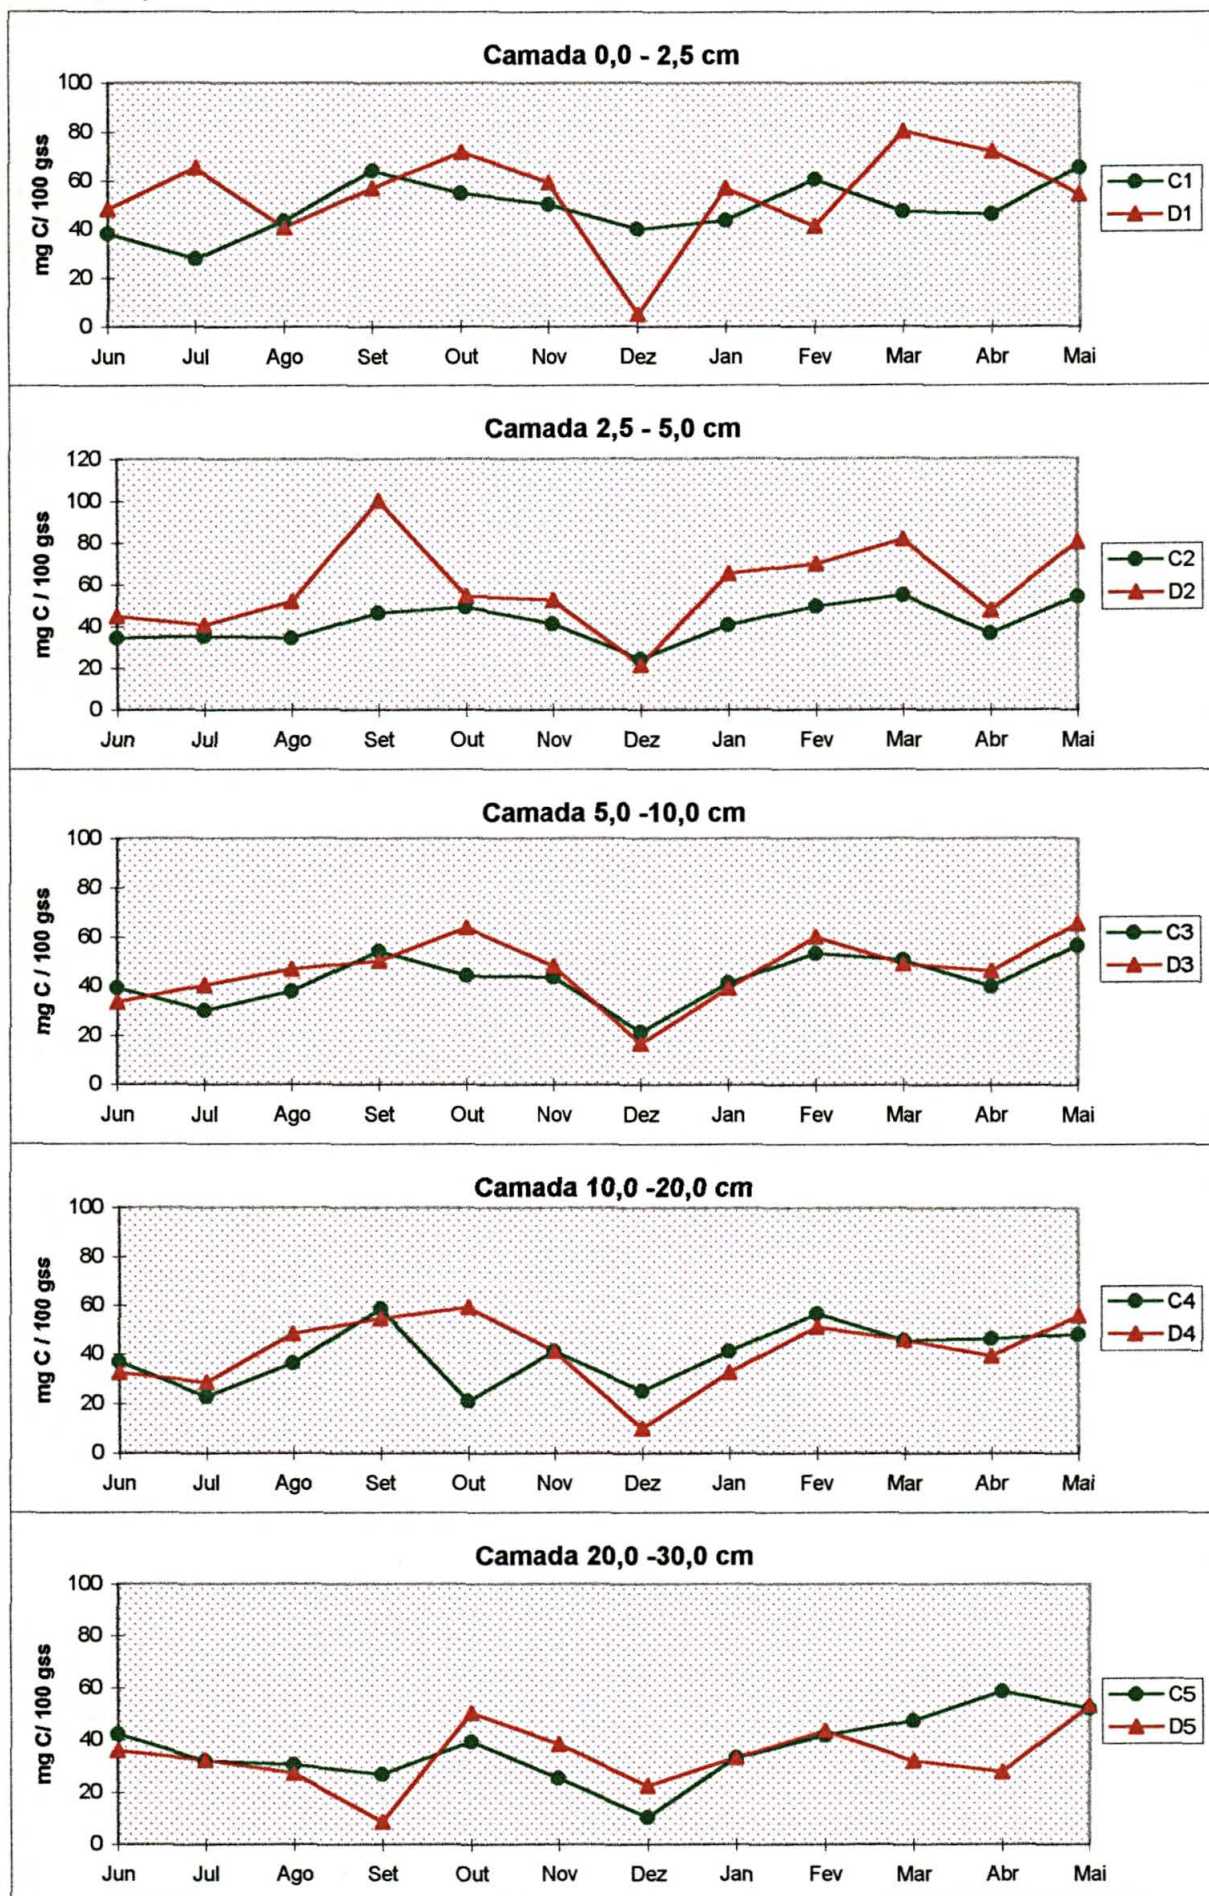 Camada 0,0 - 2,5 cm
mg C/ 100 gss
100
80
60
40
20
0
Jun Jul Ago Set Out Nov Dez Jan Fev Mar Abr Mai
C1
D1
Camada 2,5 - 5,0 cm
mg C / 100 gss
120
100
80
60
40
20
0
Jun Jul Ago Set Out Nov Dez Jan Fev Mar Abr Mai
C2
D2
Camada 5,0 -10,0 cm
mg C / 100 gss
100
80
60
40
20
0
Jun Jul Ago Set Out Nov Dez Jan Fev Mar Abr Mai
C3
D3
Camada 10,0 -20,0 cm
mg C / 100 gss
100
80
60
40
20
0
Jun Jul Ago Set Out Nov Dez Jan Fev Mar Abr Mai
C4
D4
Camada 20,0 -30,0 cm
mg C/ 100 gss
100
80
60
40
20
0
Jun Jul Ago Set Out Nov Dez Jan Fev Mar Abr Mai
C5
D5